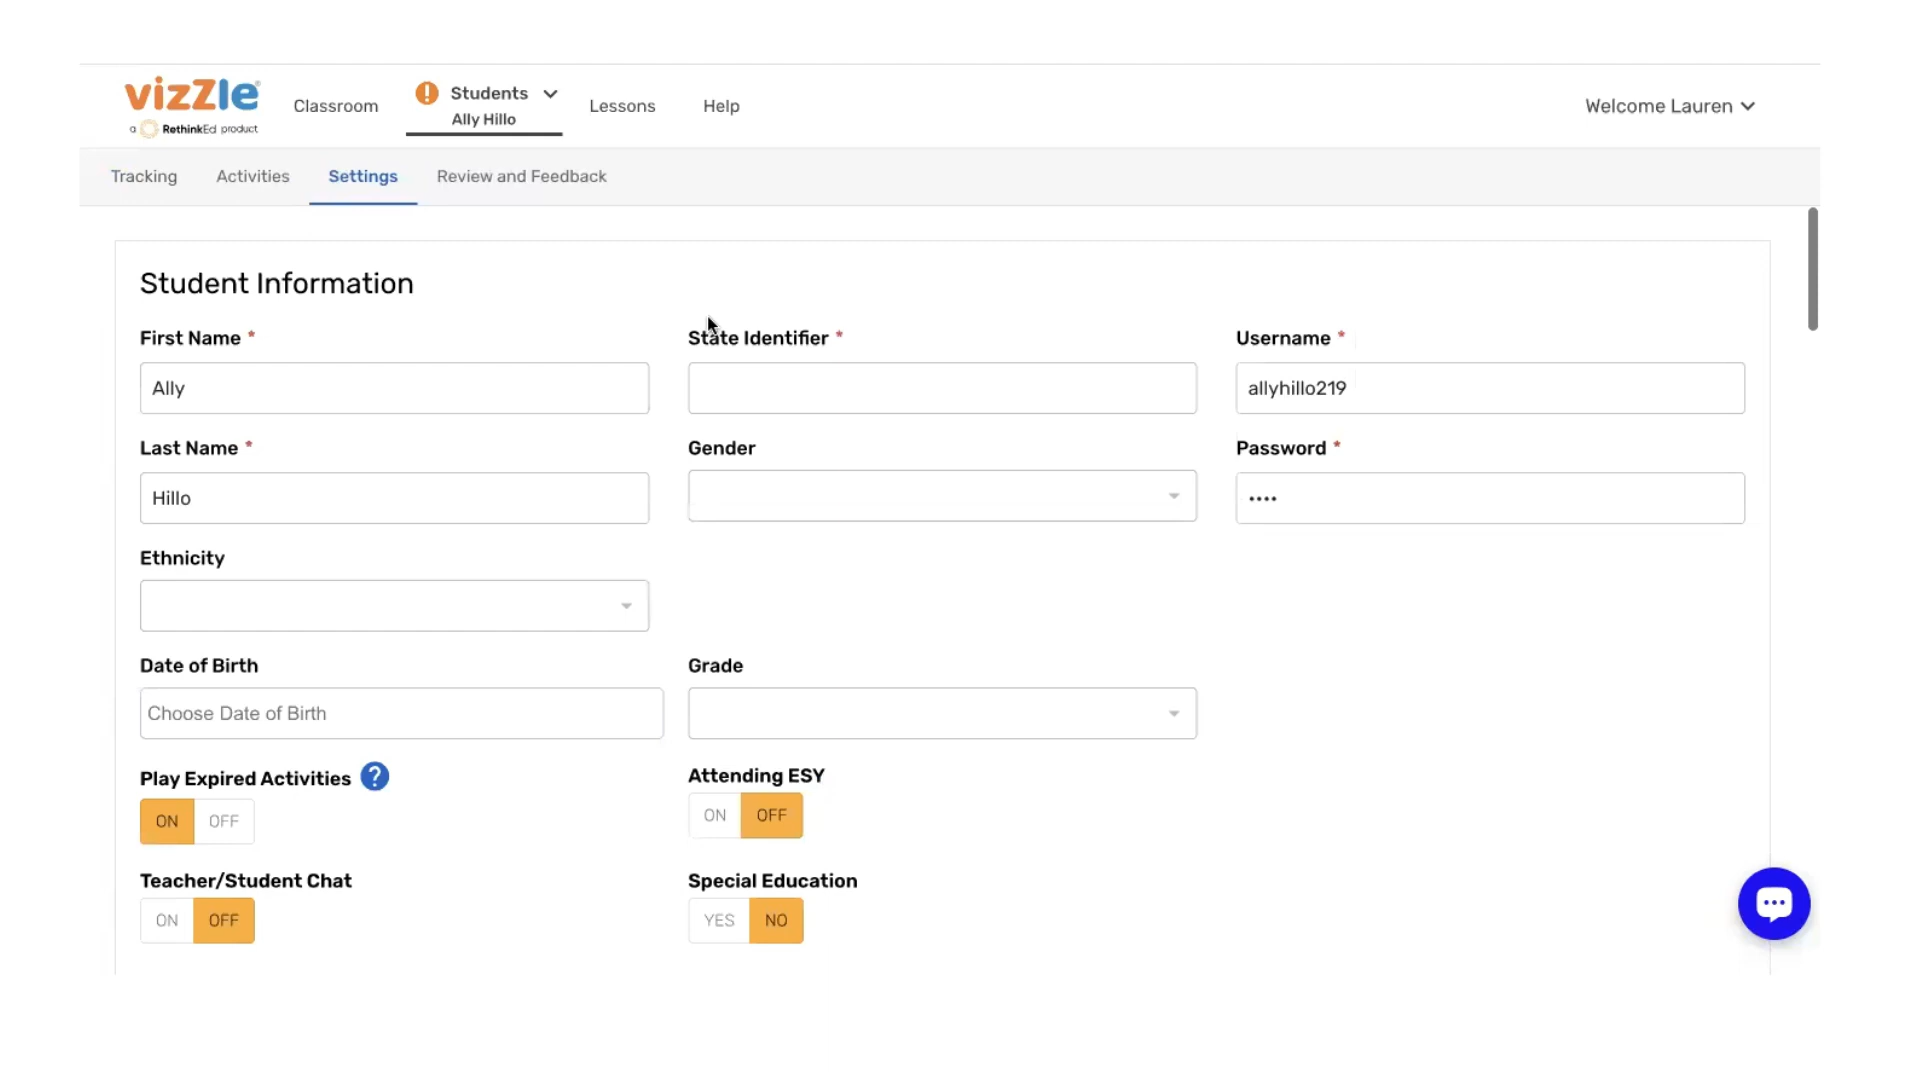 vizzle
a RethinkEd product
Classroom
Students
Ally Hillo
Lessons
Help
Welcome Lauren
Tracking
Activities
Settings
Review and Feedback
Student Information
First Name *
State Identifier *
Username *
Ally
allyhillo219
Last Name *
Gender
Password *
Hillo
••••
Ethnicity
Date of Birth
Grade
Choose Date of Birth
Play Expired Activities ?
Attending ESY
ON OFF
ON OFF
Teacher/Student Chat
Special Education
ON OFF
YES NO